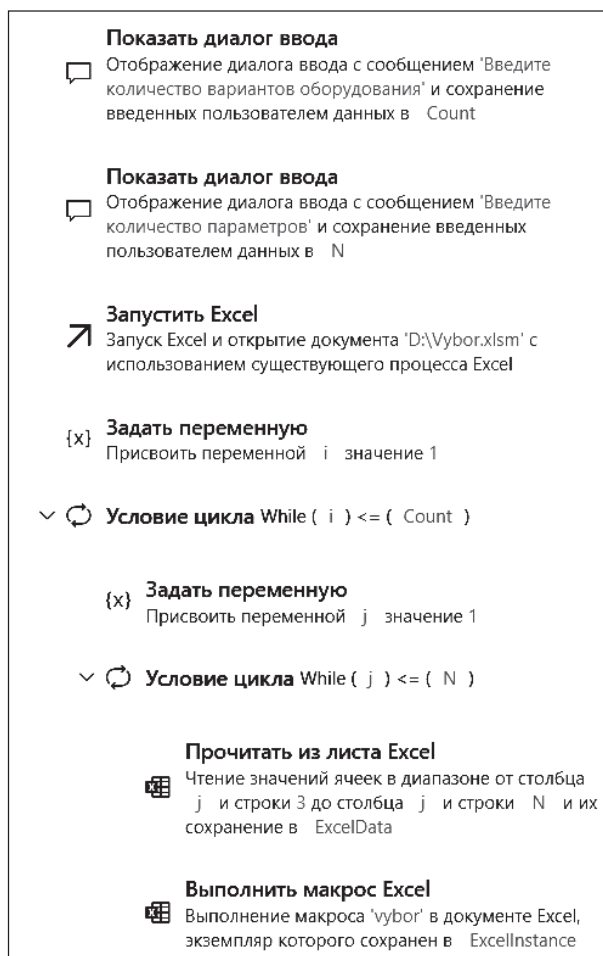 Показать диалог ввода
Отображение диалога ввода с сообщением 'Введите
количество вариантов оборудования' и сохранение
введенных пользователем данных в Count
Показать диалог ввода
Отображение диалога ввода с сообщением 'Введите
количество параметров' и сохранение введенных
пользователем данных в N
Запустить Excel
Запуск Excel и открытие документа 'D:\Vybor.xlsm' с
использованием существующего процесса Excel
{x} Задать переменную
Присвоить переменной i значение 1
Условие цикла While ( i ) <= ( Count )
{x} Задать переменную
Присвоить переменной j значение 1
Условие цикла While ( j ) <= ( N )
Прочитать из листа Excel
Чтение значений ячеек в диапазоне от столбца
j и строки 3 до столбца j и строки N и их
сохранение в ExcelData
Выполнить макрос Excel
Выполнение макроса 'vybor' в документе Excel,
экземпляр которого сохранен в ExcelInstance